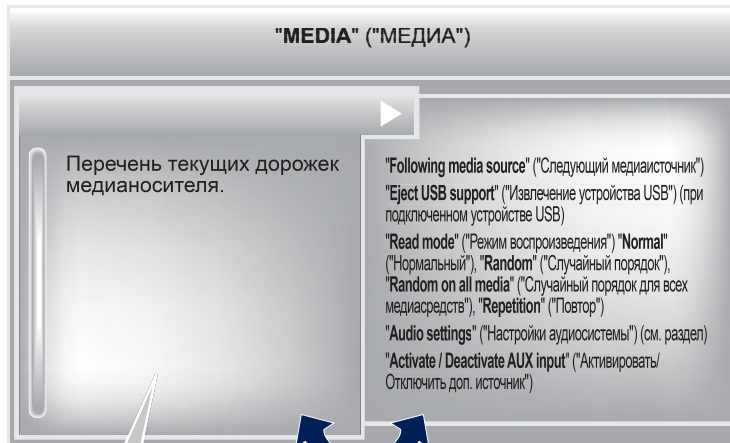 "MEDIA" ("МЕДИА")
Перечень текущих дорожек
медианосителя.
"Following media source" ("Следующий медиаисточник")
"Eject USB support" ("Извлечение устройства USB") (при
подключенном устройстве USB)
"Read mode" ("Режим воспроизведения") "Normal"
("Нормальный"), "Random" ("Случайный порядок"),
"Random on all media" ("Случайный порядок для всех
медиасредств"), "Repetition" ("Повтор")
"Audio settings" ("Настройки аудиосистемы") (см. раздел)
"Activate / Deactivate AUX input" ("Активировать/
Отключить доп. источник")